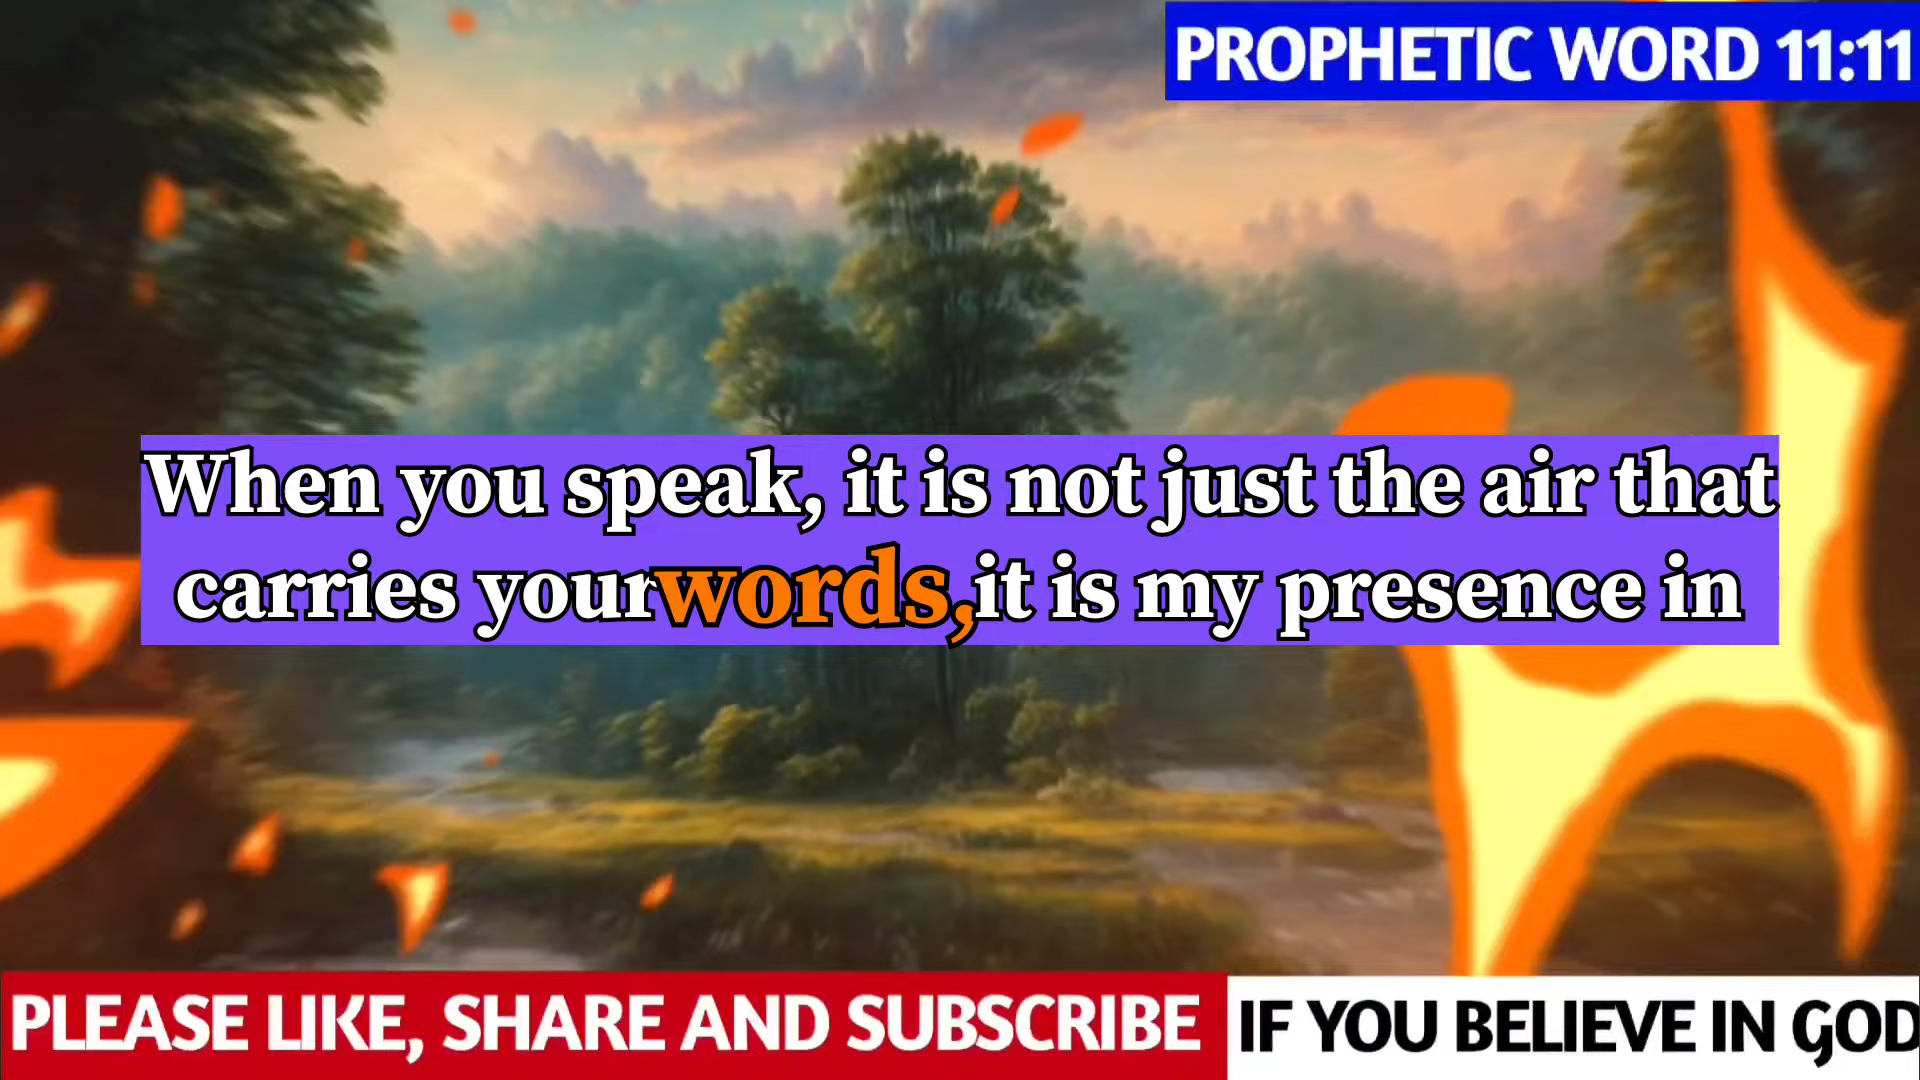 PROPHETIC WORD 11:11
When you speak, it is not just the air that
carries your words, it is my presence in
PLEASE LIKE, SHARE AND SUBSCRIBE IF YOU BELIEVE IN GOD